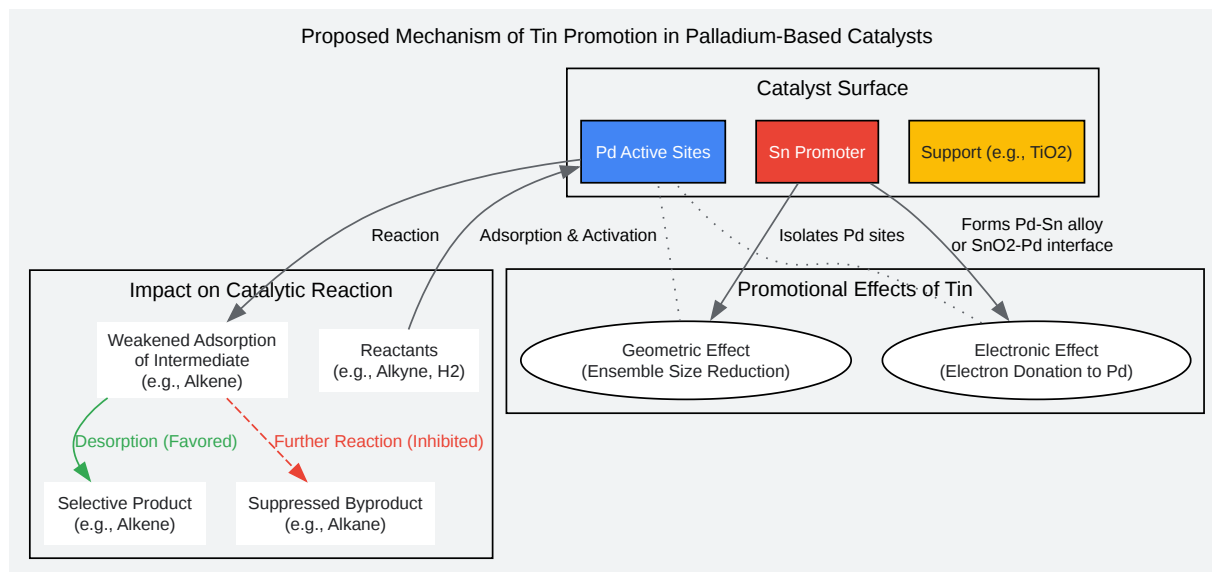 Proposed Mechanism of Tin Promotion in Palladium-Based Catalysts
Catalyst Surface
Pd Active Sites
Sn Promoter
Support (e.g., TiO2)
Reaction
Adsorption & Activation
Isolates Pd sites
Forms Pd-Sn alloy
or SnO2-Pd interface
Impact on Catalytic Reaction
Promotional Effects of Tin
Weakened Adsorption
of Intermediate
(e.g., Alkene)
Reactants
(e.g., Alkyne, H2)
Geometric Effect
(Ensemble Size Reduction)
Electronic Effect
(Electron Donation to Pd)
Desorption (Favored)
Further Reaction (Inhibited)
Selective Product
(e.g., Alkene)
Suppressed Byproduct
(e.g., Alkane)